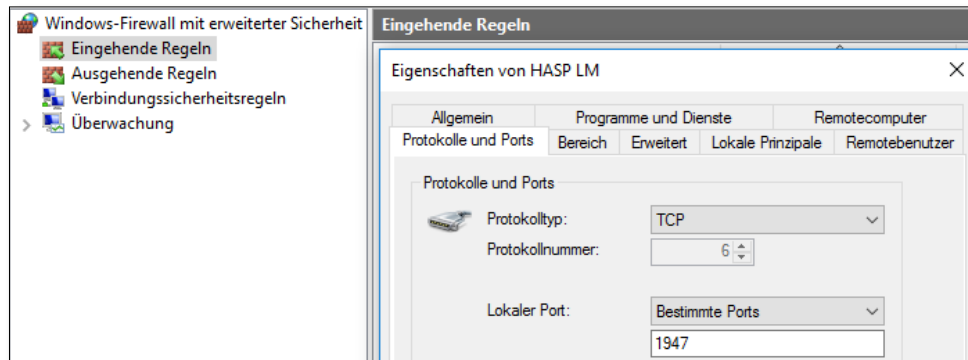 Windows-Firewall mit erweiterter Sicherheit
Eingehende Regeln
Ausgehende Regeln
Verbindungssicherheitsregeln
Überwachung
Eingehende Regeln
Eigenschaften von HASP LM
Allgemein Programme und Dienste Remotecomputer
Protokolle und Ports Bereich Erweitert Lokale Prinzipale Remotebenutzer
Protokolle und Ports
Protokolltyp: TCP
Protokollnummer: 6
Lokaler Port: Bestimmte Ports
1947